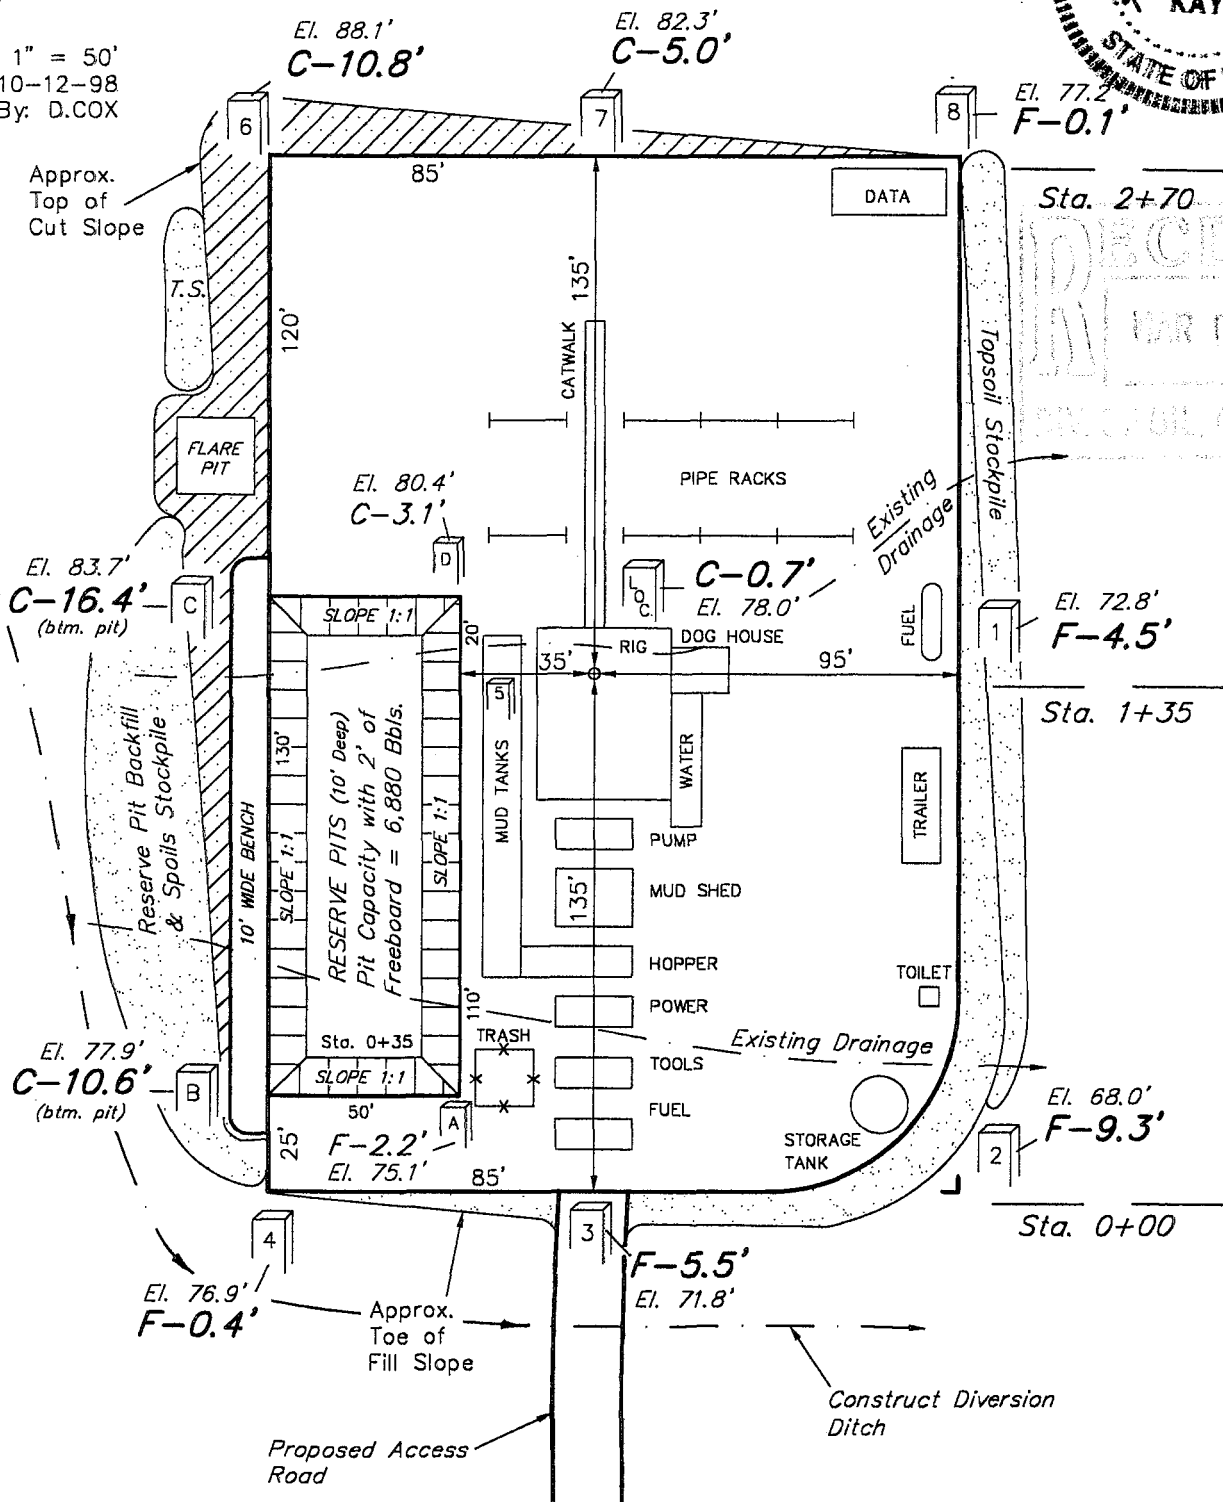 1" = 50'
10-12-98
By: D.COX
El. 88.1'
C-10.8'
El. 82.3'
C-5.0'
El. 77.2'
F-0.1'
KAY
STATE OF
6
7
8
Approx.
Top of
Cut Slope
85'
DATA
Sta. 2+70
T.S.
120'
135'
CATWALK
Topsoil Stockpile
FLARE
PIT
PIPE RACKS
El. 80.4'
C-3.1'
D
Existing
Drainage
El. 83.7'
C-16.4'
(btm. pit)
C
LOC.
C-0.7'
El. 78.0'
FUEL
1
El. 72.8'
F-4.5'
SLOPE 1:1
20'
RIG
DOG HOUSE
35'
95'
5
Sta. 1+35
Reserve Pit Backfill
& Spoils Stockpile
10' WIDE BENCH
130'
SLOPE 1:1
RESERVE PITS (10' Deep)
Pit Capacity with 2' of
Freeboard = 6,880 Bbls.
SLOPE 1:1
MUD TANKS
WATER
TRAILER
PUMP
MUD SHED
135'
HOPPER
TOILET
POWER
110'
TRASH
Existing Drainage
Sta. 0+35
SLOPE 1:1
TOOLS
El. 77.9'
C-10.6'
(btm. pit)
B
50'
A
FUEL
25'
F-2.2'
El. 75.1'
STORAGE
TANK
El. 68.0'
F-9.3'
2
85'
4
3
Sta. 0+00
F-5.5'
El. 71.8'
El. 76.9'
F-0.4'
Approx.
Toe of
Fill Slope
Construct Diversion
Ditch
Proposed Access
Road